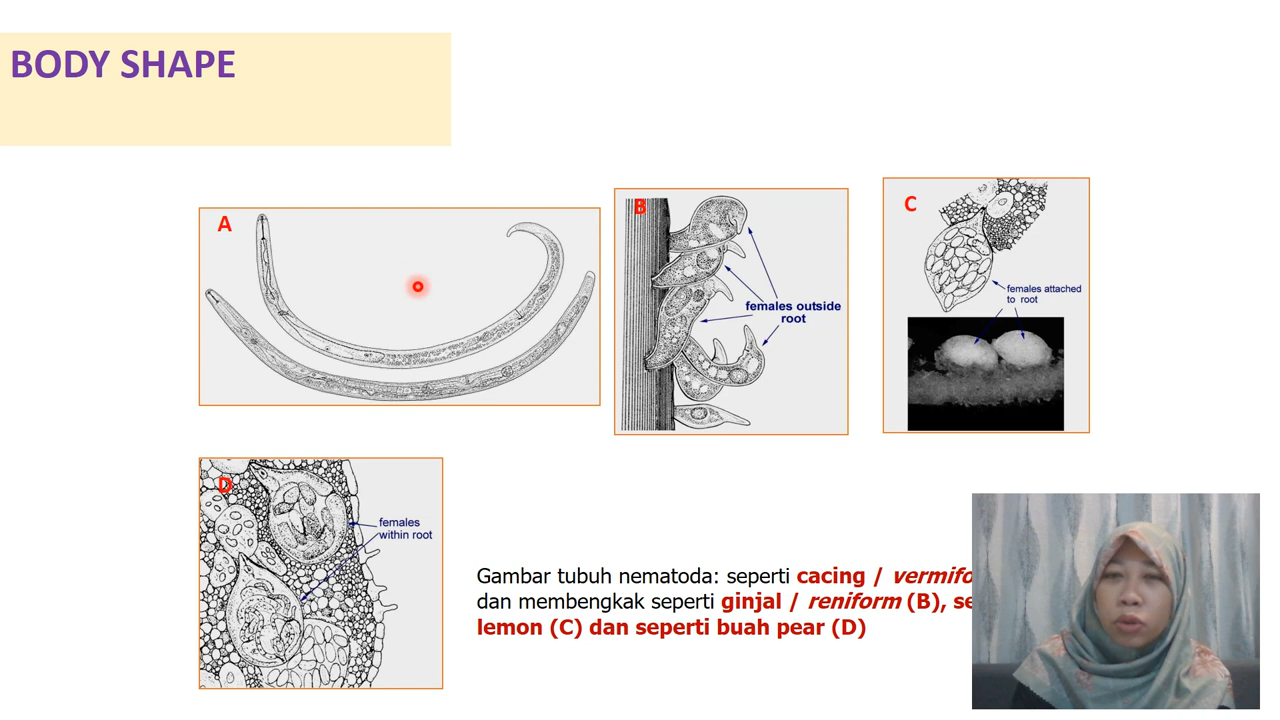 BODY SHAPE
A
B
females outside
root
C
females attached
to root
D
females
within root
Gambar tubuh nematoda: seperti cacing /
dan membengkak seperti ginjal / reniform (B),
lemon (C) dan seperti buah pear (D)